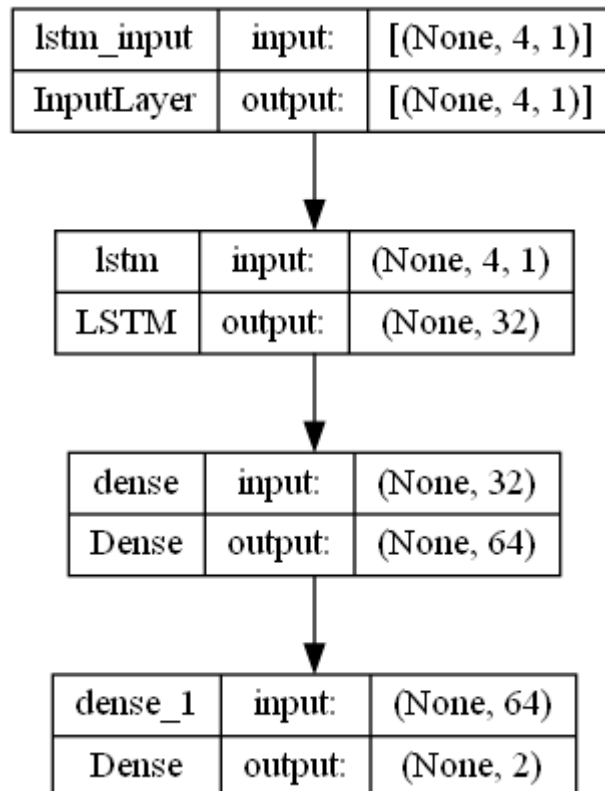 lstm_input input: [(None, 4, 1)]
InputLayer output: [(None, 4, 1)]
lstm input: (None, 4, 1)
LSTM output: (None, 32)
dense input: (None, 32)
Dense output: (None, 64)
dense_1 input: (None, 64)
Dense output: (None, 2)